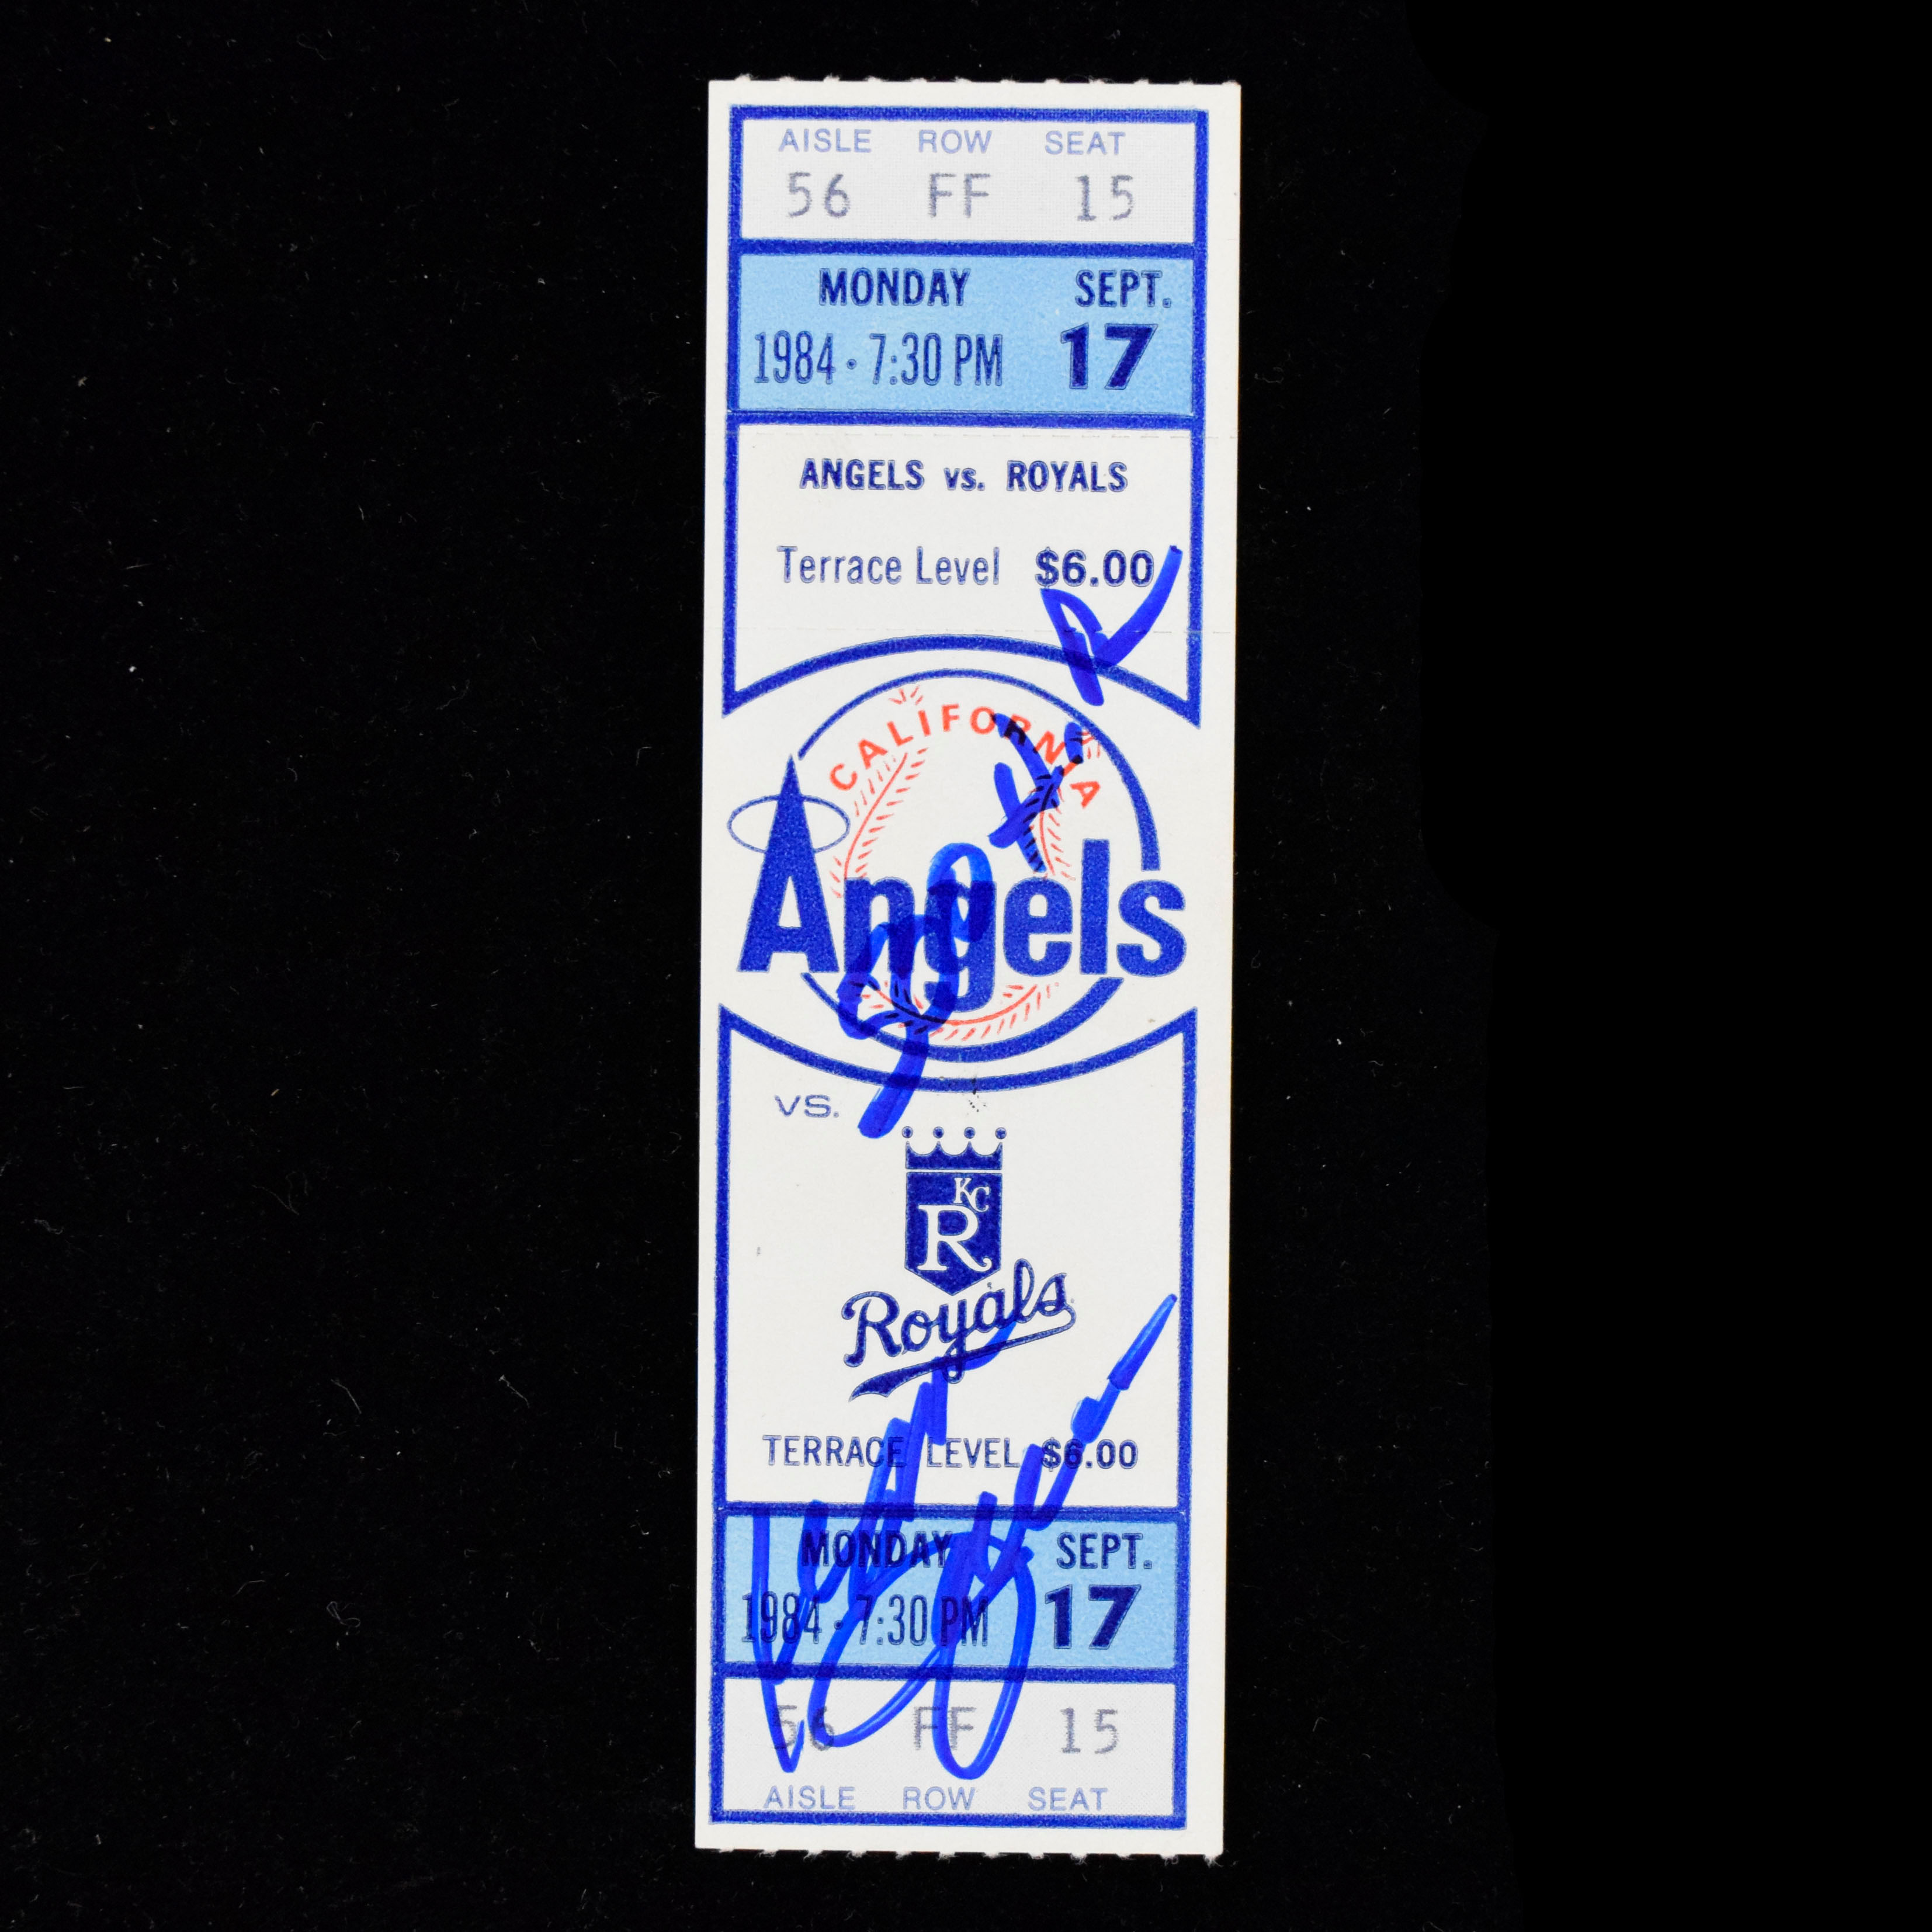 AISLE ROW SEAT
56 FF 15
MONDAY SEPT.
1984 - 7:30 PM 17
ANGELS vs. ROYALS
Terrace Level $6.00
500th HR
CALIFORNIA
Angels
VS.
KC
R
Royals
TERRACE LEVEL $6.00
MONDAY SEPT.
1984 - 7:30 PM 17
56 FF 15
AISLE ROW SEAT